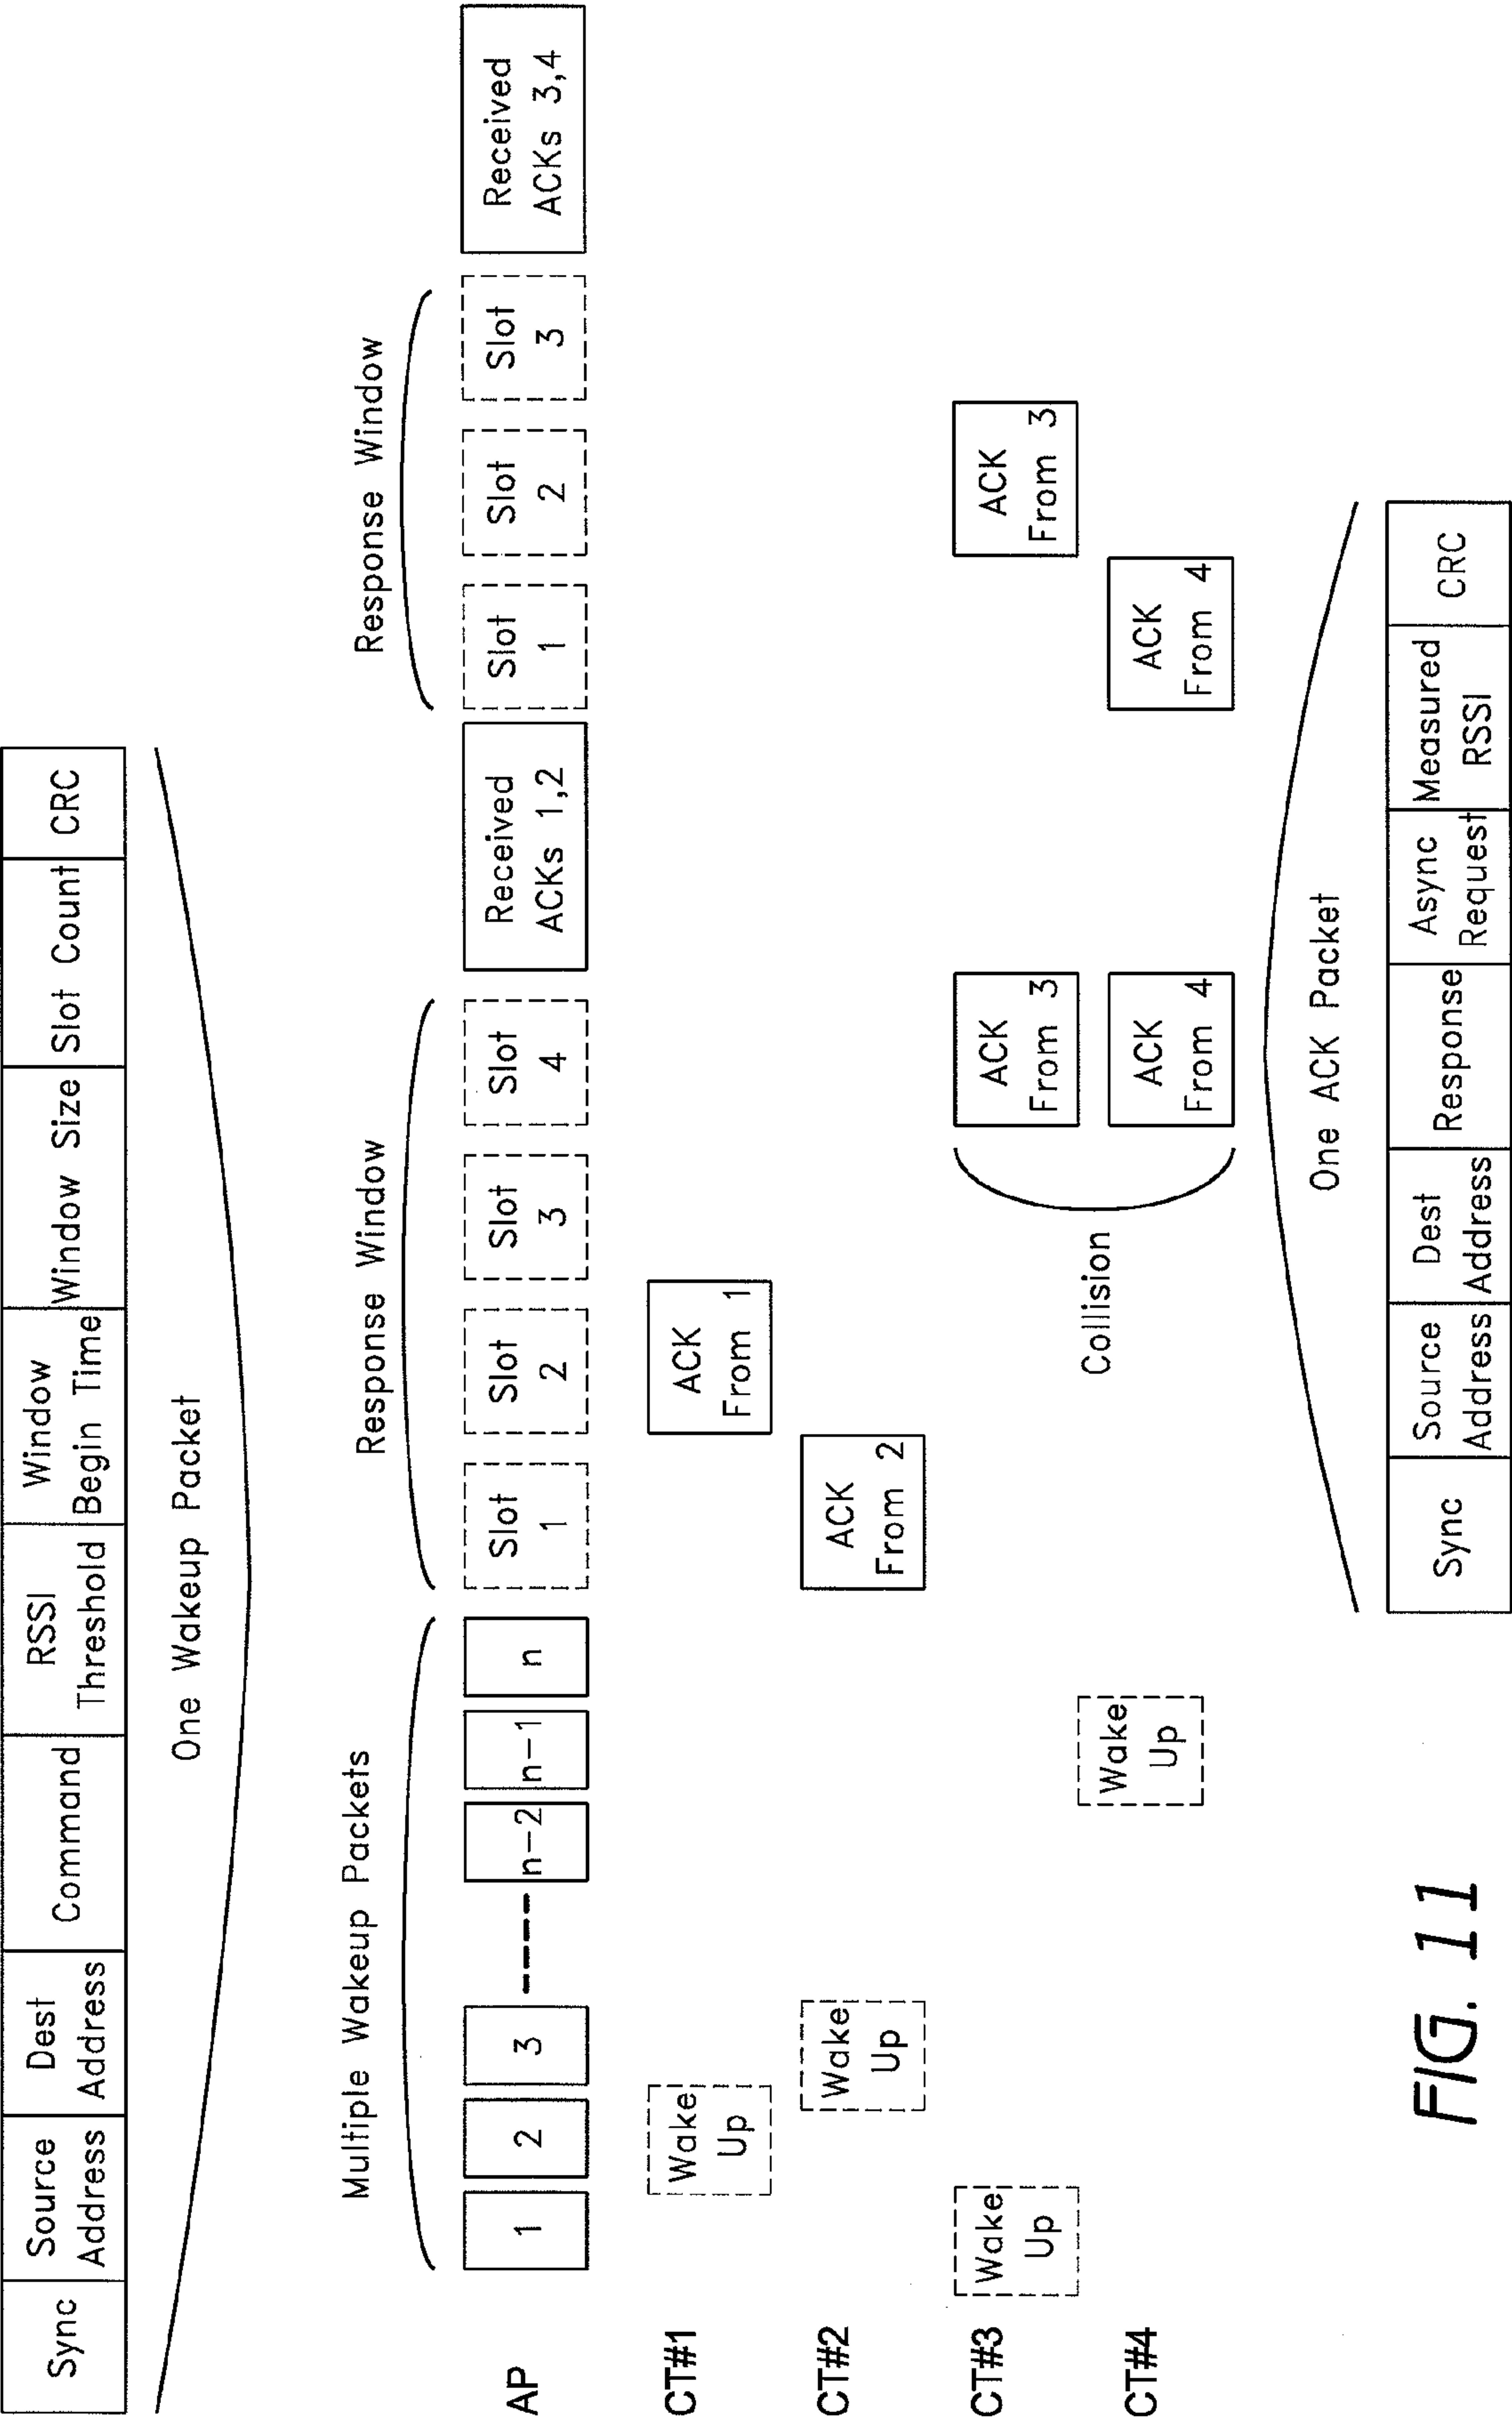 Sync
Source
Address
Dest
Address
Command
RSSI
Threshold
Window
Begin Time
Window Size
Slot Count
CRC
One Wakeup Packet
Multiple Wakeup Packets
Response Window
Response Window
AP
1
2
3
n-2
n-1
n
Slot
1
Slot
2
Slot
3
Slot
4
Received
ACKs 1,2
Slot
1
Slot
2
Slot
3
Received
ACKs 3,4
CT#1
Wake
Up
ACK
From 1
CT#2
Wake
Up
ACK
From 2
CT#3
Wake
Up
ACK
From 3
ACK
From 3
Collision
CT#4
Wake
Up
ACK
From 4
ACK
From 4
One ACK Packet
Sync
Source
Address
Dest
Address
Response
Async
Request
Measured
RSSI
CRC
FIG. 11